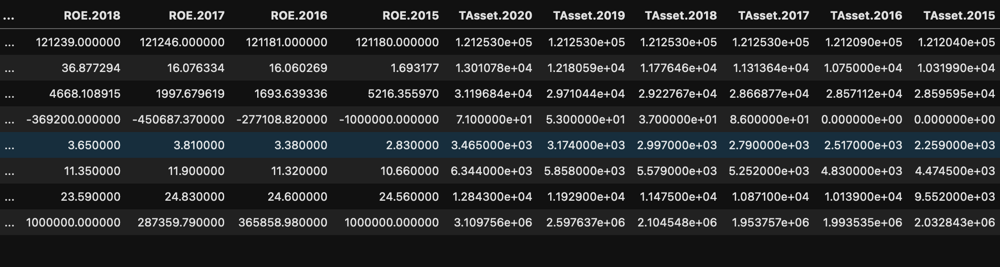 ... ROE.2018 ROE.2017 ROE.2016 ROE.2015 TAsset.2020 TAsset.2019 TAsset.2018 TAsset.2017 TAsset.2016 TAsset.2015
... 121239.000000 121246.000000 121181.000000 121180.000000 1.212530e+05 1.212530e+05 1.212530e+05 1.212530e+05 1.212090e+05 1.212040e+05
... 36.877294 16.076334 16.060269 1.693177 1.301078e+04 1.218059e+04 1.177646e+04 1.131364e+04 1.075000e+04 1.031990e+04
... 4668.108915 1997.679619 1693.639336 5216.355970 3.119684e+04 2.971044e+04 2.922767e+04 2.866877e+04 2.857112e+04 2.859595e+04
... -369200.000000 -450687.370000 -277108.820000 -1000000.000000 7.100000e+01 5.300000e+01 3.700000e+01 8.600000e+01 0.000000e+00 0.000000e+00
... 3.650000 3.810000 3.380000 2.830000 3.465000e+03 3.174000e+03 2.997000e+03 2.790000e+03 2.517000e+03 2.259000e+03
... 11.350000 11.900000 11.320000 10.660000 6.344000e+03 5.858000e+03 5.579000e+03 5.252000e+03 4.830000e+03 4.474500e+03
... 23.590000 24.830000 24.600000 24.560000 1.284300e+04 1.192900e+04 1.147500e+04 1.087100e+04 1.013900e+04 9.552000e+03
... 1000000.000000 287359.790000 365858.980000 1000000.000000 3.109756e+06 2.597637e+06 2.104548e+06 1.953757e+06 1.993535e+06 2.032843e+06